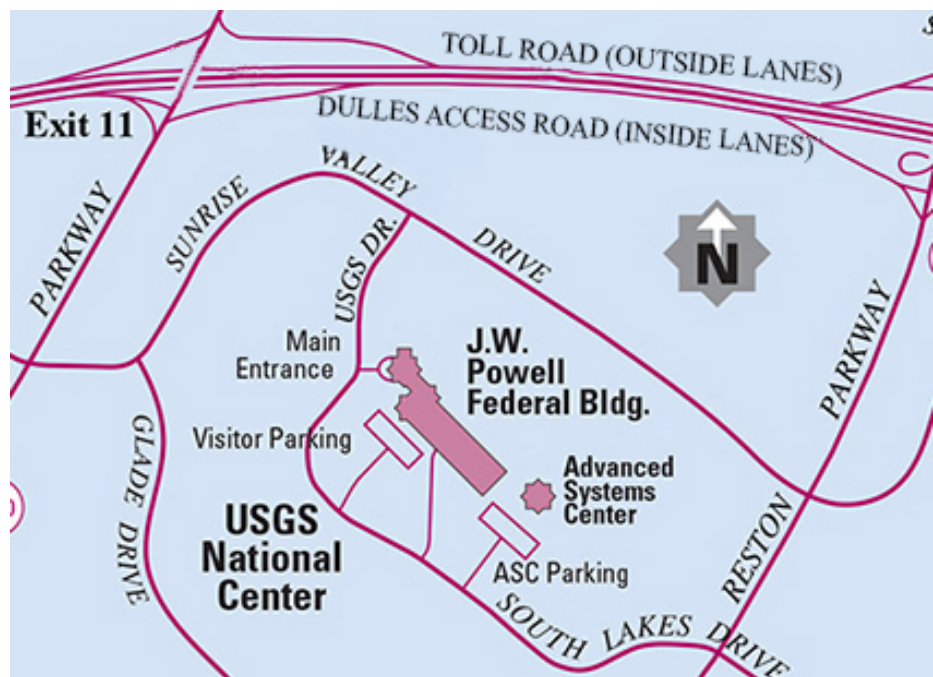 TOLL ROAD (OUTSIDE LANES)
Exit 11
DULLES ACCESS ROAD (INSIDE LANES)
PARKWAY
SUNRISE
VALLEY
DRIVE
USGS DR.
N
Main
Entrance
J.W.
Powell
Federal Bldg.
PARKWAY
Visitor Parking
GLADE DRIVE
Advanced
Systems
Center
USGS
National
Center
ASC Parking
RESTON
SOUTH LAKES DRIVE